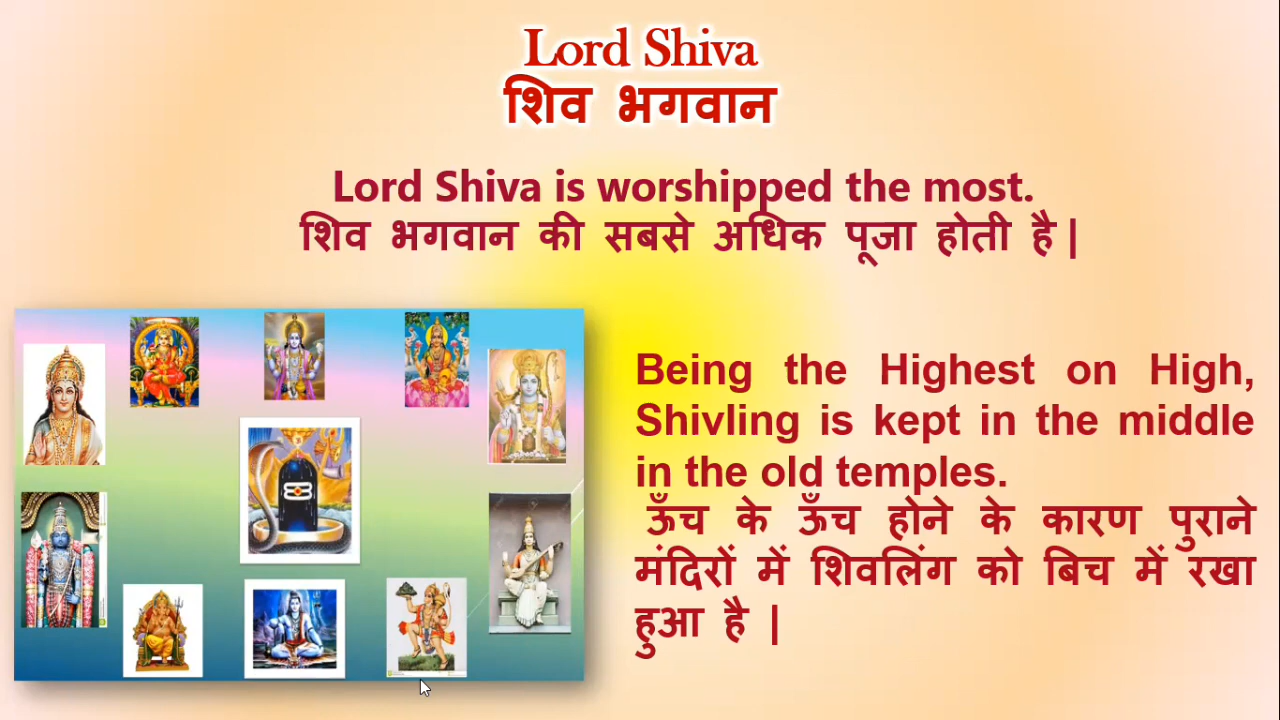 Lord Shiva
शिव भगवान
Lord Shiva is worshipped the most.
शिव भगवान की सबसे अधिक पूजा होती है |
Being the Highest on High,
Shivling is kept in the middle
in the old temples.
ऊँच के ऊँच होने के कारण पुराने
मंदिरों में शिवलिंग को बिच में रखा
हुआ है |